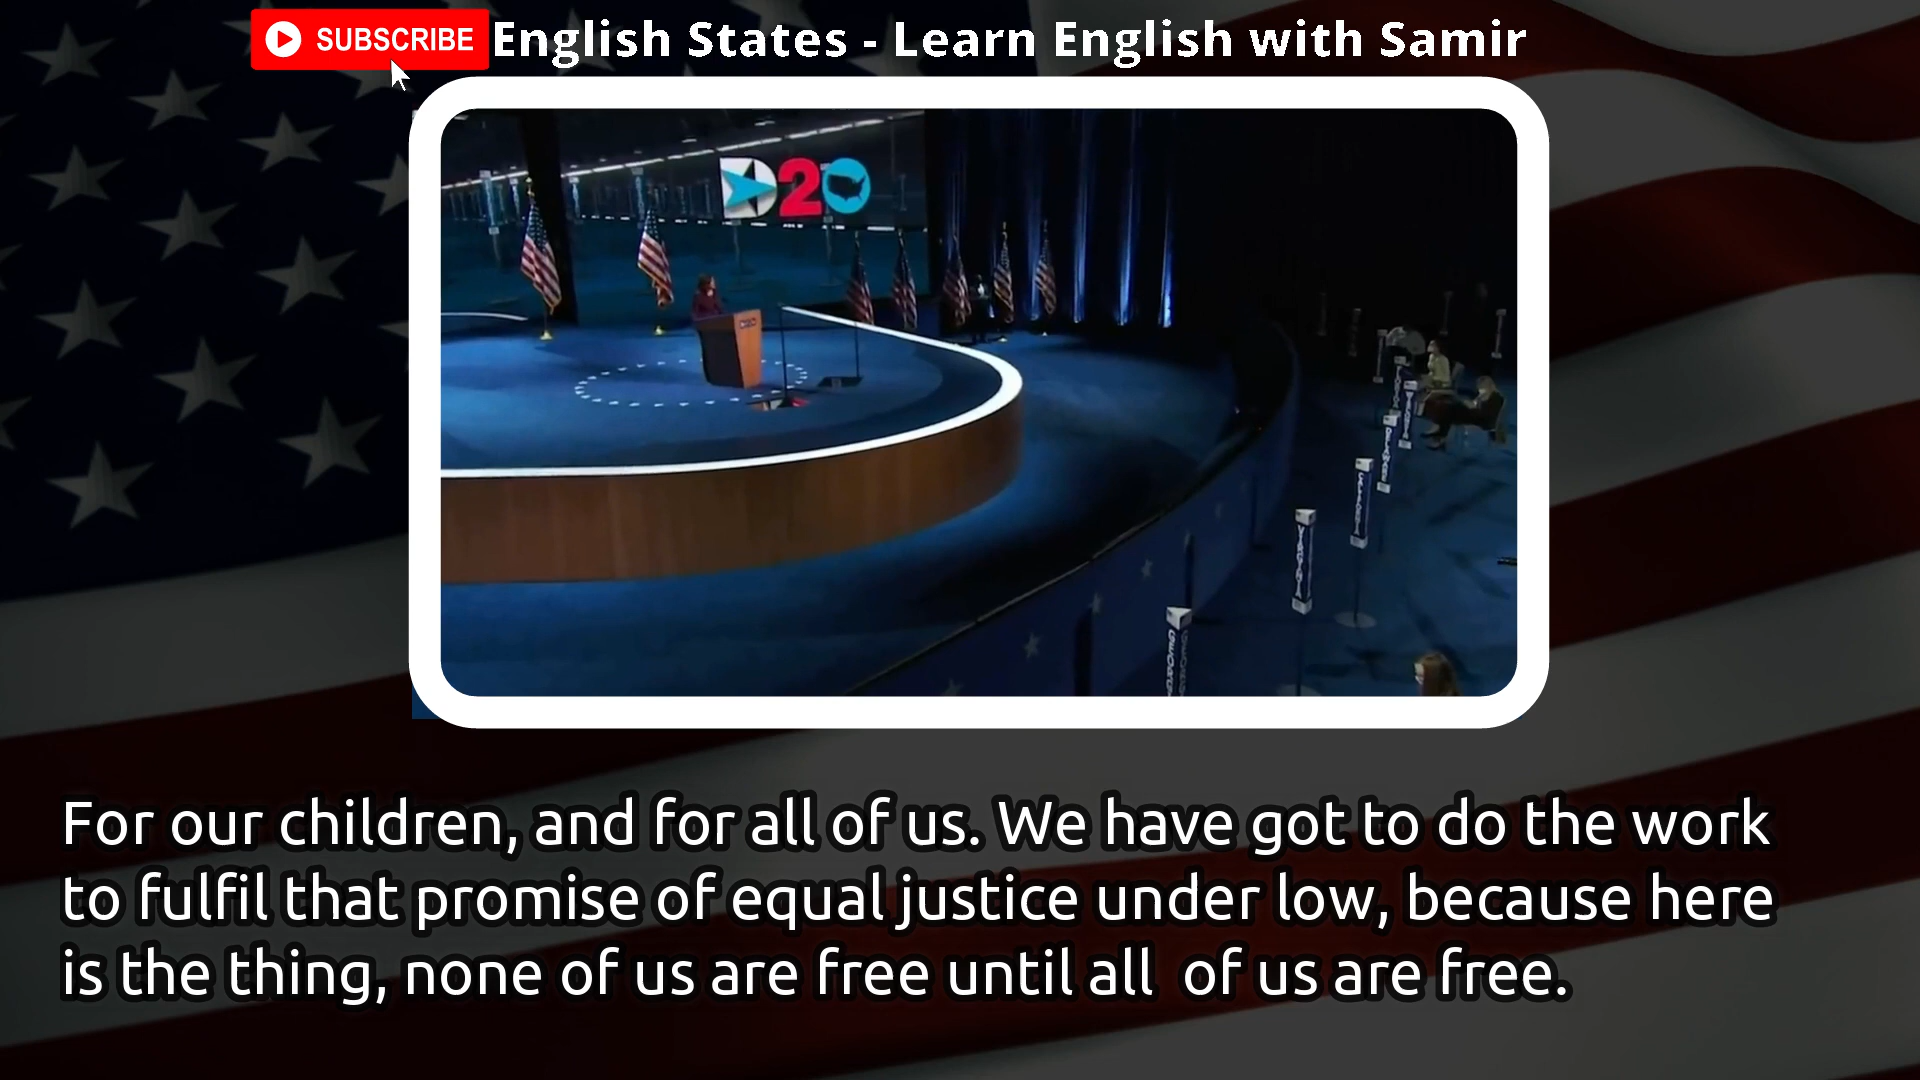 SUBSCRIBE English States - Learn English with Samir
D20
VIRGINIA
For our children, and for all of us. We have got to do the work
to fulfil that promise of equal justice under low, because here
is the thing, none of us are free until all of us are free.